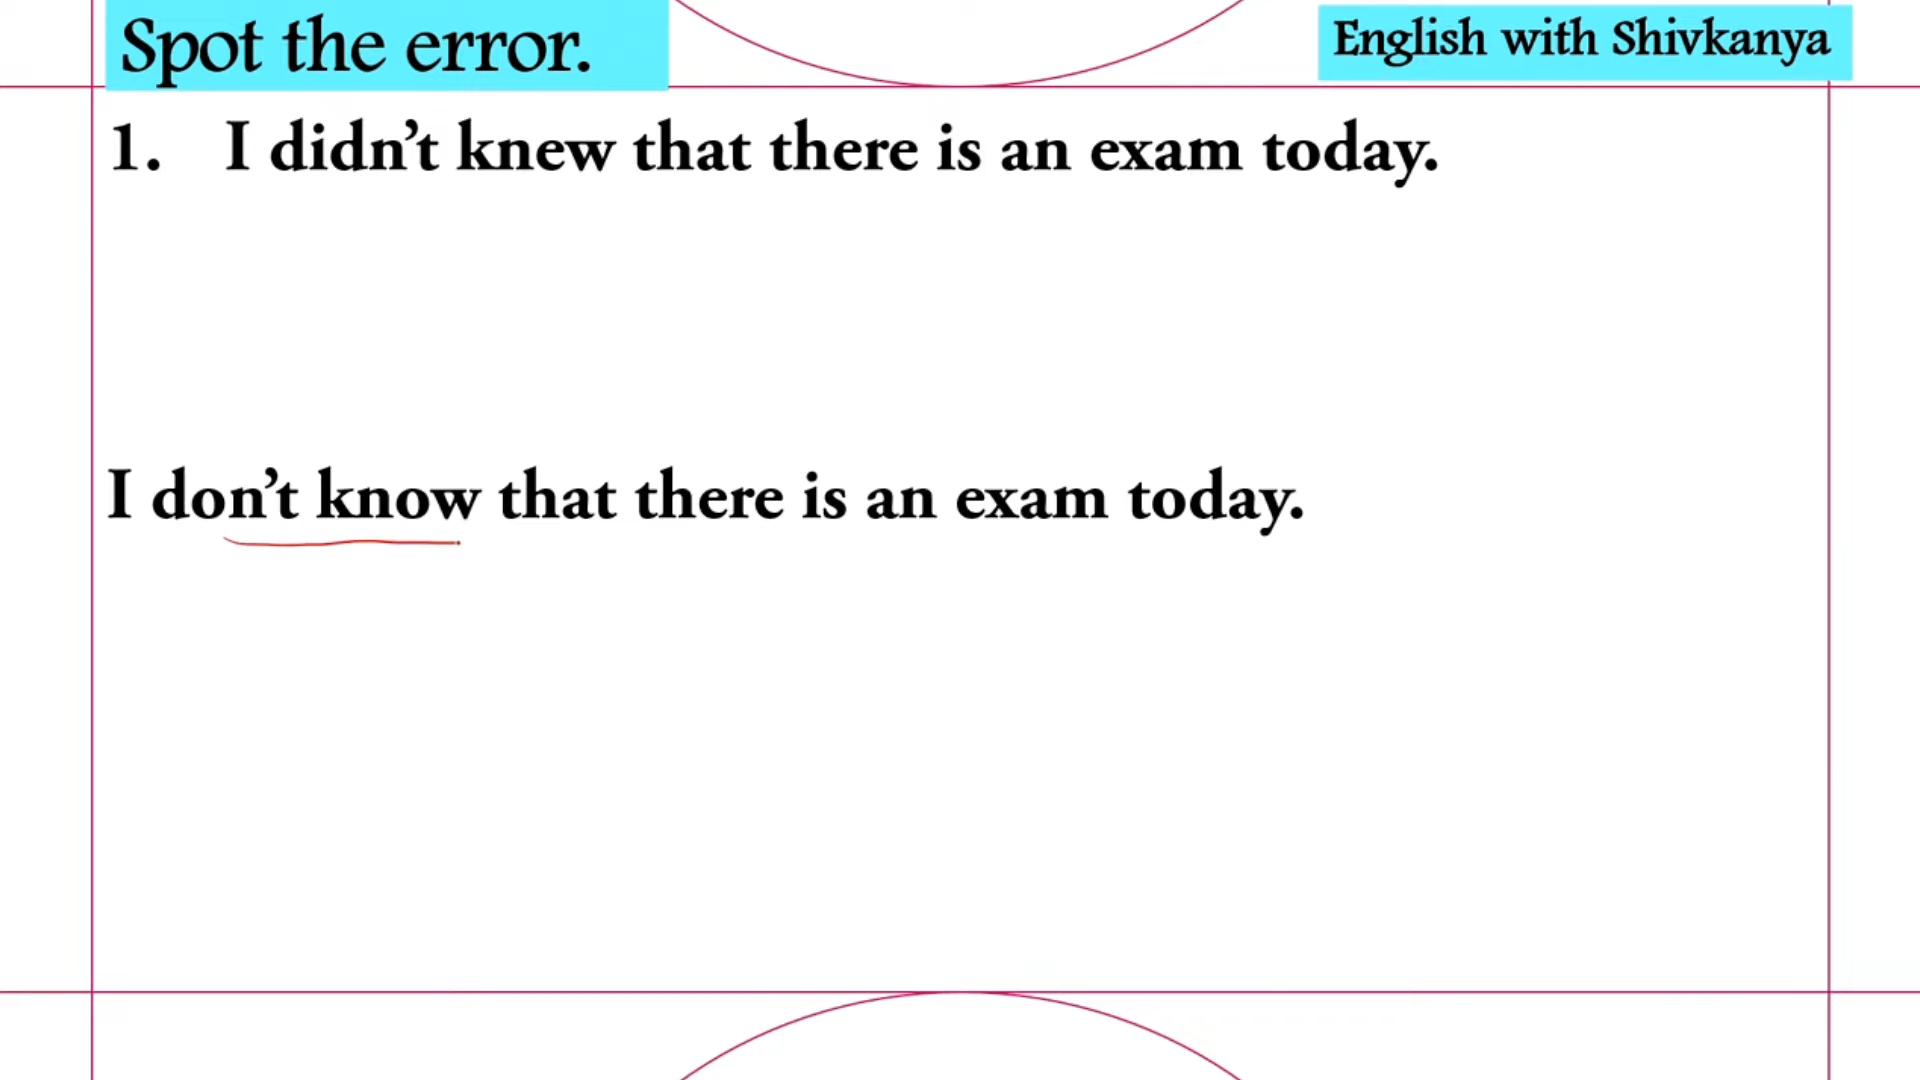 Spot the error.
English with Shivkanya
1. I didn’t knew that there is an exam today.
I don’t know that there is an exam today.